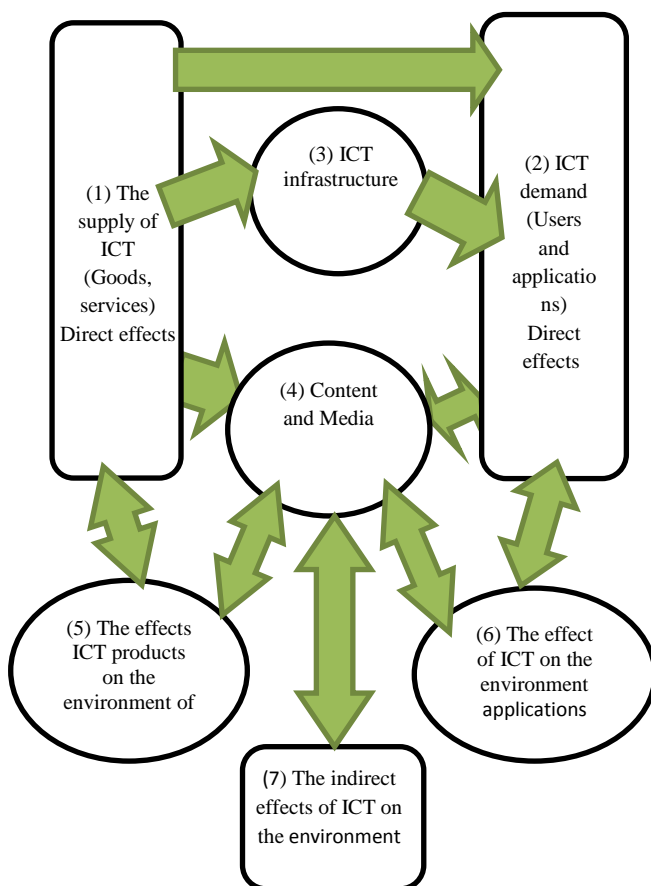 (3) ICT
infrastructure
(2) ICT
demand
(Users
and
applicatio
ns)
Direct
effects
(1) The
supply of
ICT
(Goods,
services)
Direct effects
(4) Content
and Media
(5) The effects
ICT products
on the
environment of
(6) The effect
of ICT on the
environment
applications
(7) The indirect
effects of ICT on
the environment